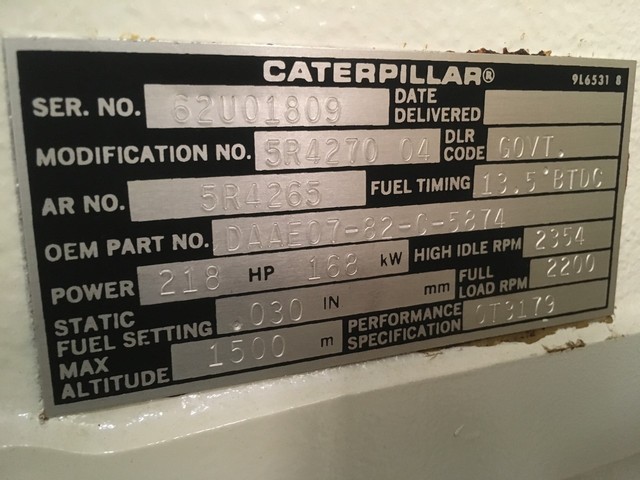 CATERPILLAR® 9L6531 8
SER. NO. 62U01809 DATE DELIVERED
MODIFICATION NO. 5R4270 04 DLR CODE GOVT.
AR NO. 5R4265 FUEL TIMING 13.5°BTDC
OEM PART NO. DAAE07-82-C-5874
POWER 218 HP 168 kW HIGH IDLE RPM 2354
STATIC FUEL SETTING .030 IN mm FULL LOAD RPM 2200
MAX ALTITUDE 1500 m PERFORMANCE SPECIFICATION OT3179